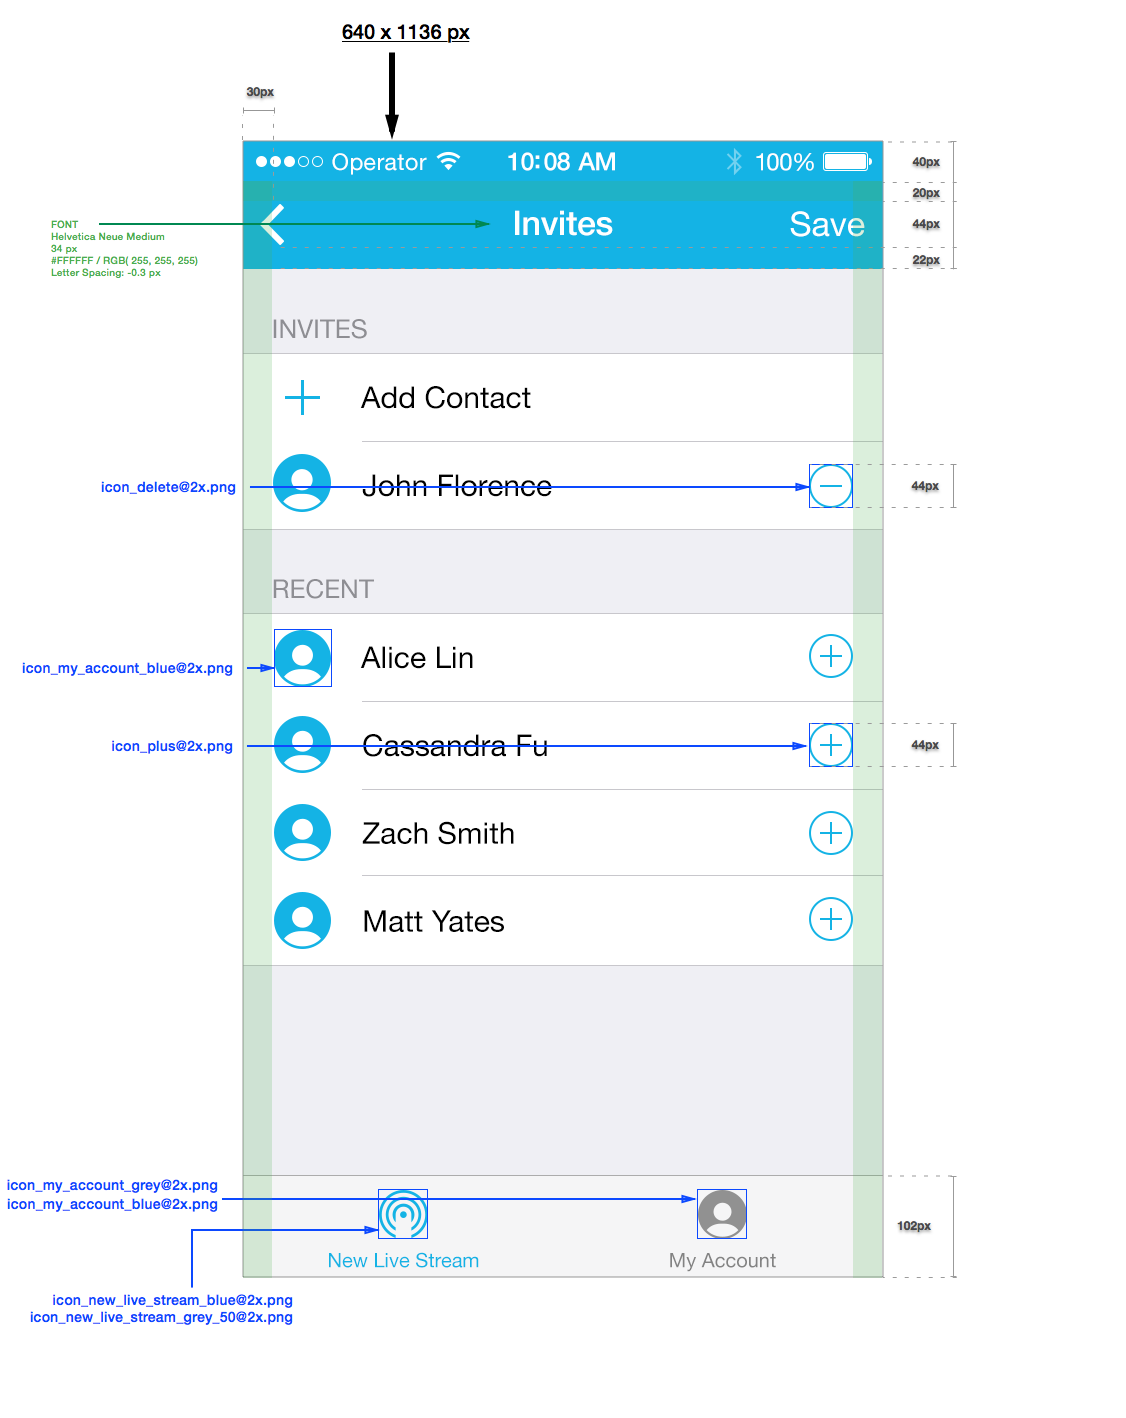 640 x 1136 px
30px
Operator 10:08 AM 100%
40px
20px
Invites Save
44px
22px
FONT
Helvetica Neue Medium
34 px
#FFFFFF / RGB( 255, 255, 255)
Letter Spacing: -0.3 px
INVITES
Add Contact
icon_delete@2x.png
John Florence
44px
RECENT
icon_my_account_blue@2x.png
Alice Lin
icon_plus@2x.png
Cassandra Fu
44px
Zach Smith
Matt Yates
icon_my_account_grey@2x.png
icon_my_account_blue@2x.png
102px
New Live Stream
My Account
icon_new_live_stream_blue@2x.png
icon_new_live_stream_grey_50@2x.png